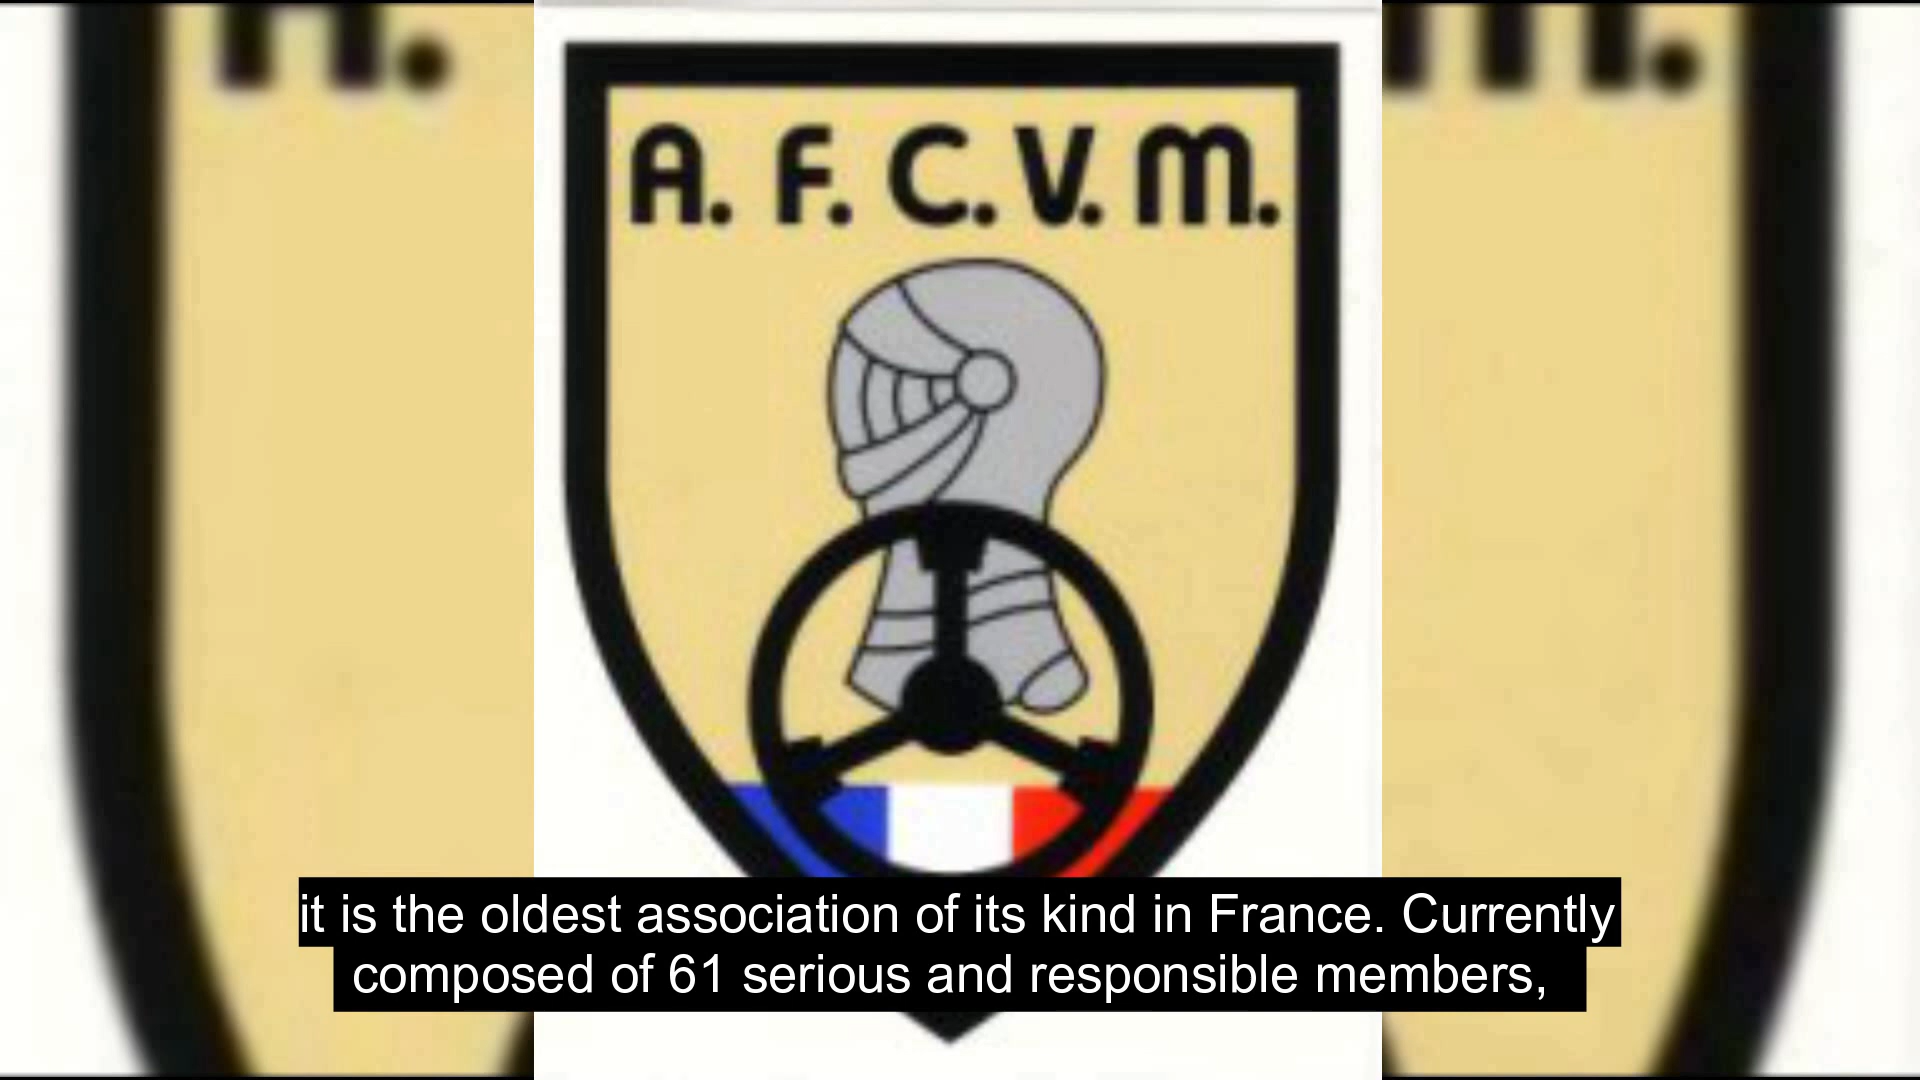 A. F. C. V. M.
it is the oldest association of its kind in France. Currently
composed of 61 serious and responsible members,